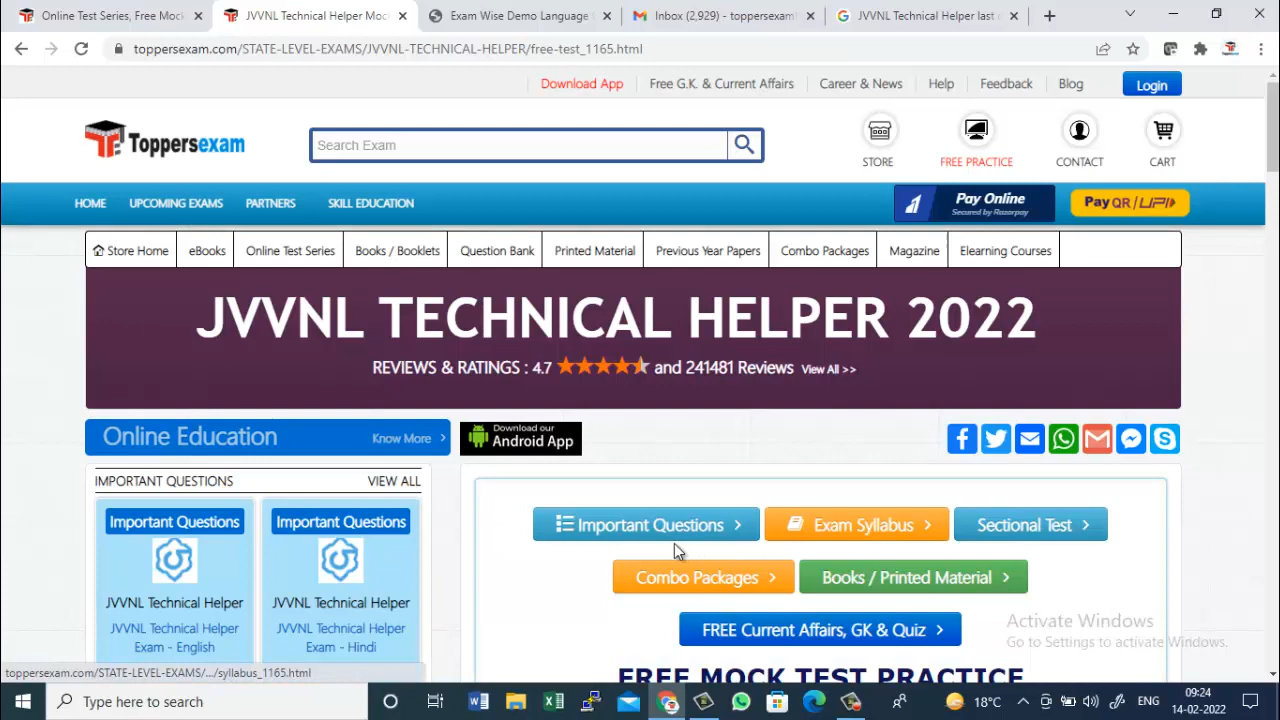 Online Test Series, Free Mock
JVVNL Technical Helper Moc
Exam Wise Demo Language
Inbox (2,929) - toppersexam
JVVNL Technical Helper last e
toppersexam.com/STATE-LEVEL-EXAMS/JVVNL-TECHNICAL-HELPER/free-test_1165.html
Download App
Free G.K. & Current Affairs
Career & News
Help
Feedback
Blog
Login
Toppersexam
Search Exam
STORE
FREE PRACTICE
CONTACT
CART
HOME
UPCOMING EXAMS
PARTNERS
SKILL EDUCATION
Pay Online
Secured by Razorpay
Pay QR / UPI
Store Home
eBooks
Online Test Series
Books / Booklets
Question Bank
Printed Material
Previous Year Papers
Combo Packages
Magazine
Elearning Courses
JVVNL TECHNICAL HELPER 2022
REVIEWS & RATINGS : 4.7 and 241481 Reviews View All >>
Online Education
Know More
Download our
Android App
IMPORTANT QUESTIONS
VIEW ALL
Important Questions
JVVNL Technical Helper
JVVNL Technical Helper
Exam - English
Important Questions
JVVNL Technical Helper
JVVNL Technical Helper
Exam - Hindi
Important Questions
Exam Syllabus
Sectional Test
Combo Packages
Books / Printed Material
FREE Current Affairs, GK & Quiz
FREE MOCK TEST PRACTICE
Activate Windows
Go to Settings to activate Windows.
toppersexam.com/STATE-LEVEL-EXAMS/.../syllabus_1165.html
Type here to search
18°C
ENG
09:24
14-02-2022